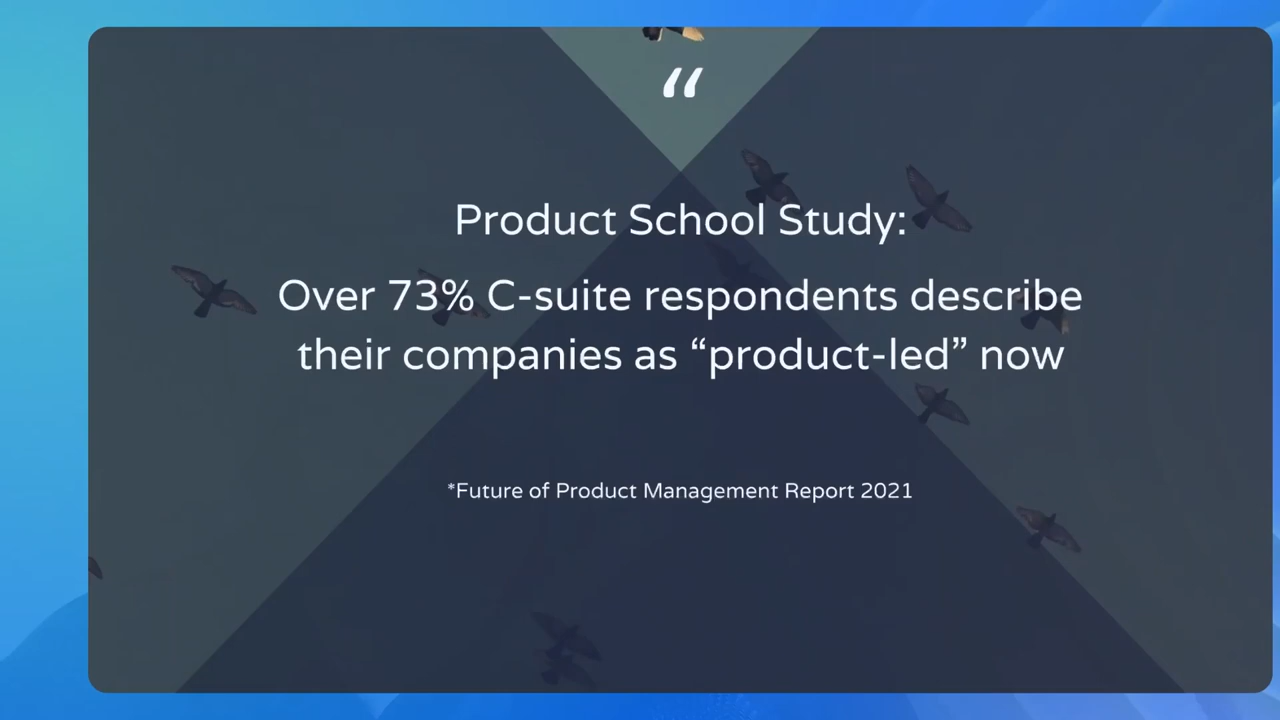 “
Product School Study:
Over 73% C-suite respondents describe
their companies as “product-led” now
*Future of Product Management Report 2021